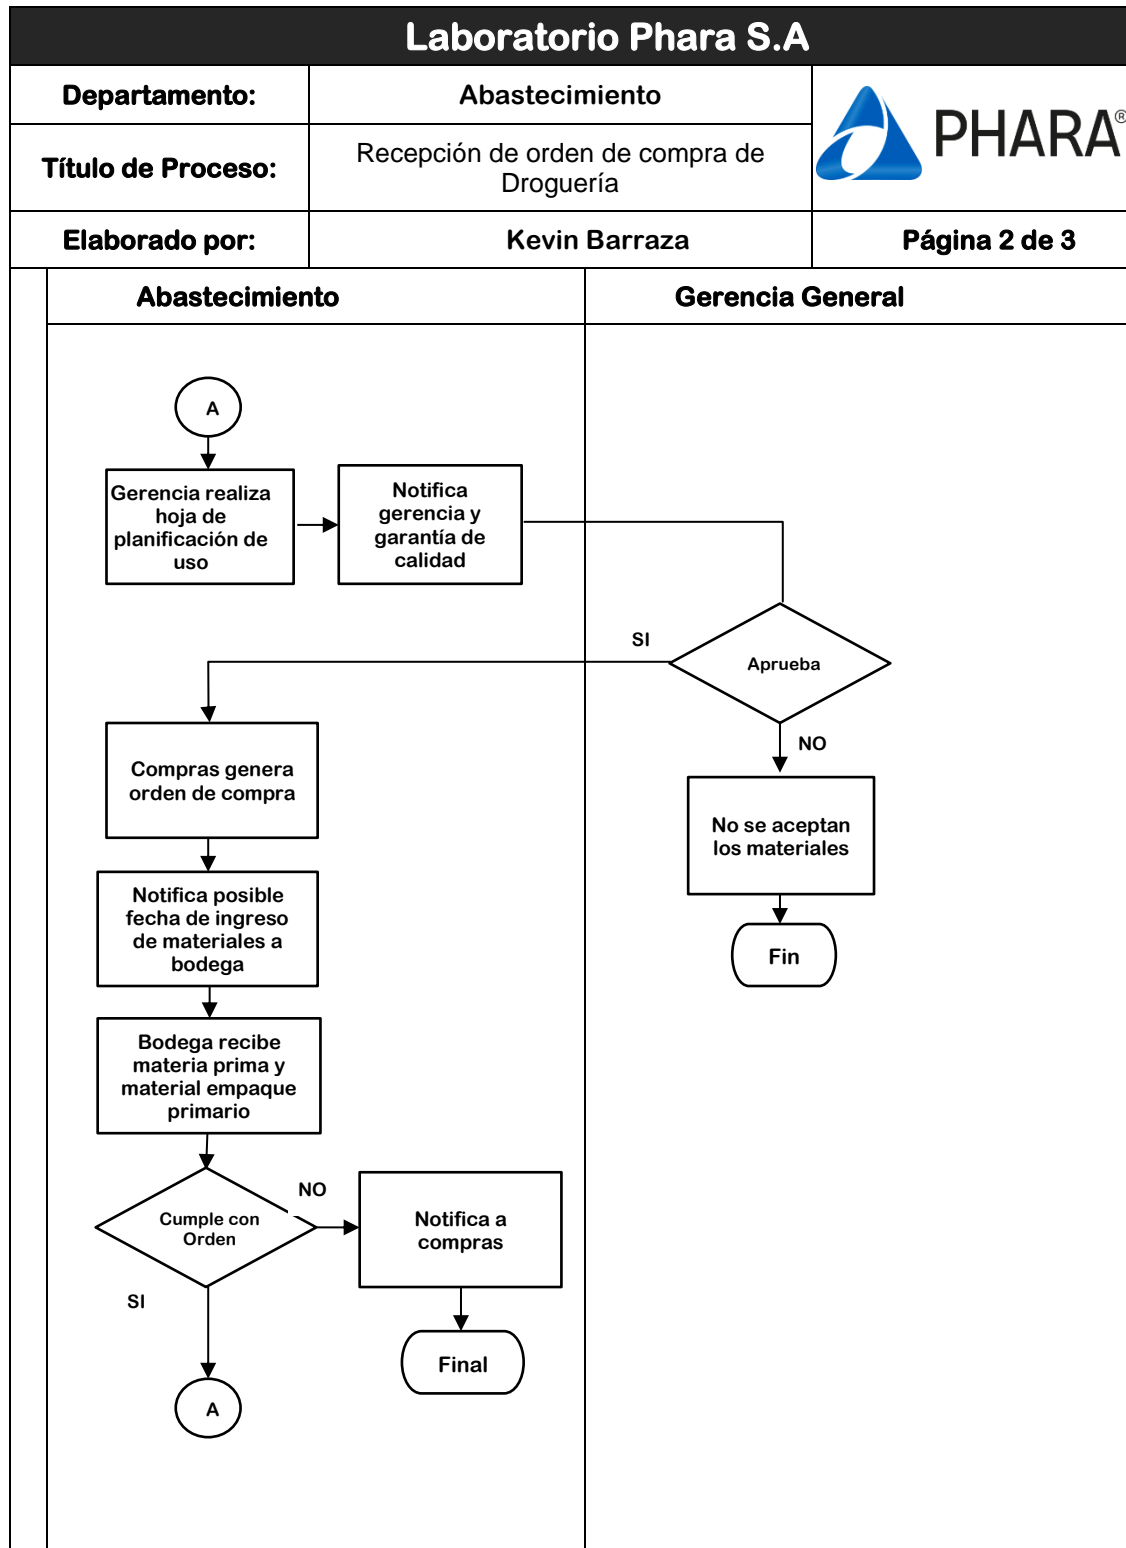 Laboratorio Phara S.A
Departamento:
Abastecimiento
PHARA®
Título de Proceso:
Recepción de orden de compra de
Droguería
Elaborado por:
Kevin Barraza
Página 2 de 3
Abastecimiento
Gerencia General
A
Gerencia realiza
hoja de
planificación de
uso
Notifica
gerencia y
garantía de
calidad
SI
Aprueba
NO
Compras genera
orden de compra
No se aceptan
los materiales
Notifica posible
fecha de ingreso
de materiales a
bodega
Fin
Bodega recibe
materia prima y
material empaque
primario
NO
Cumple con
Orden
Notifica a
compras
SI
Final
A